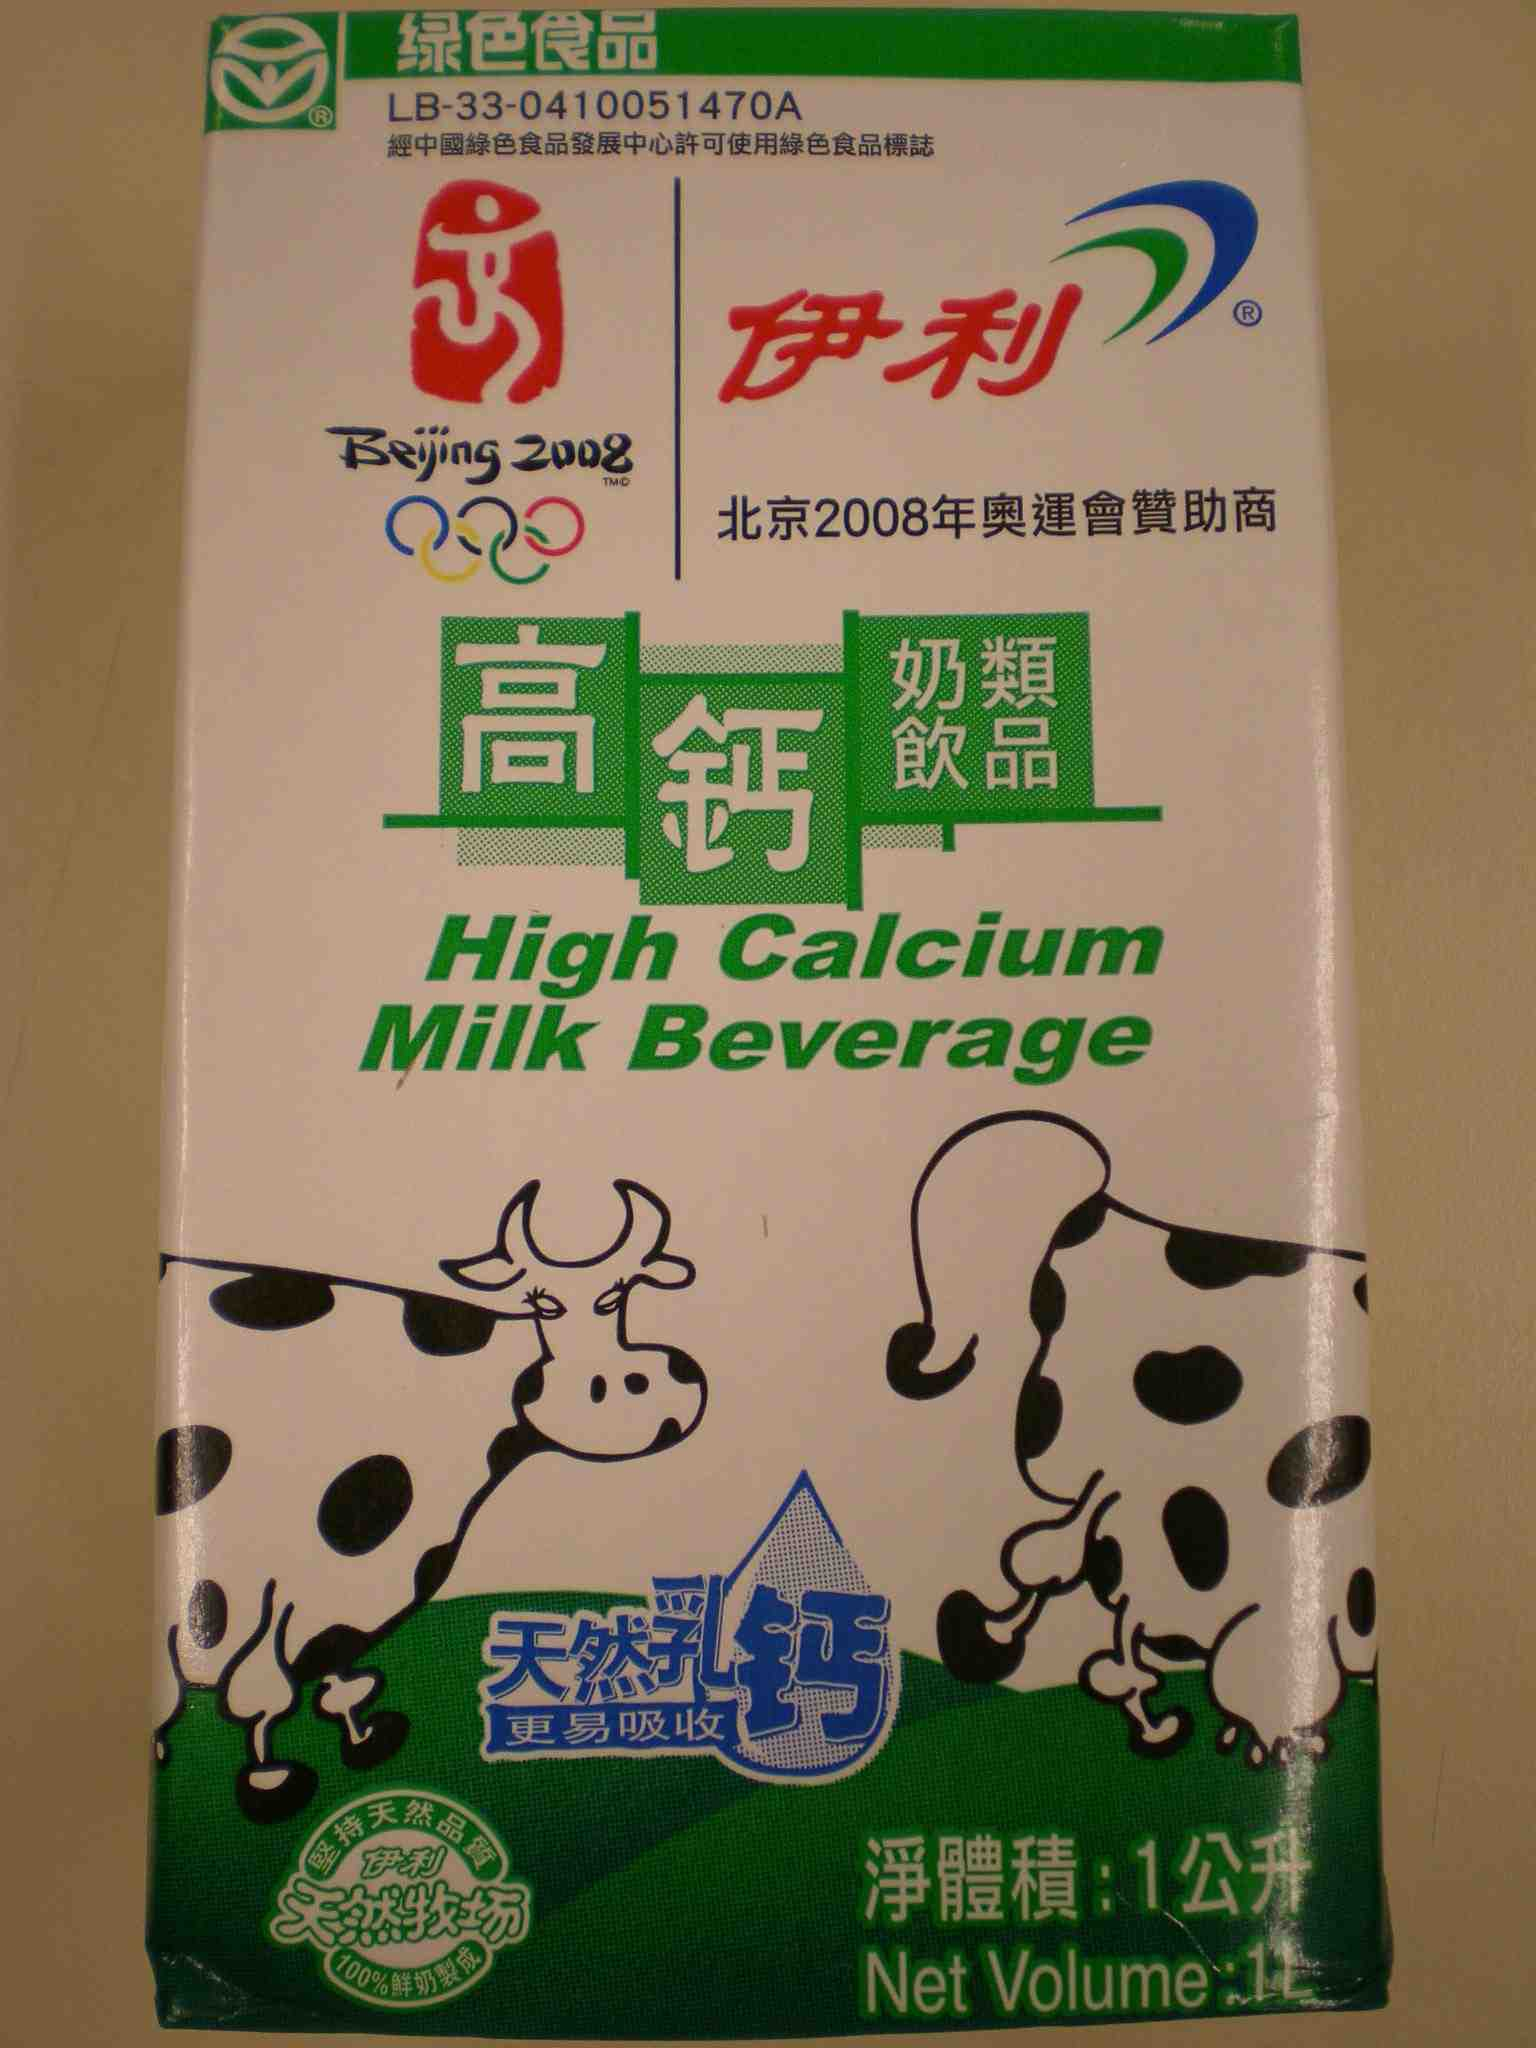 绿色食品
®
LB-33-0410051470A
經中國綠色食品發展中心許可使用綠色食品標誌
Beijing 2008
TM©
伊利
®
北京2008年奧運會贊助商
高鈣
奶類
飲品
High Calcium
Milk Beverage
天然乳鈣
更易吸收
堅持天然品質
伊利
天然牧场
100%鮮奶製成
淨體積:1公升
Net Volume:1L